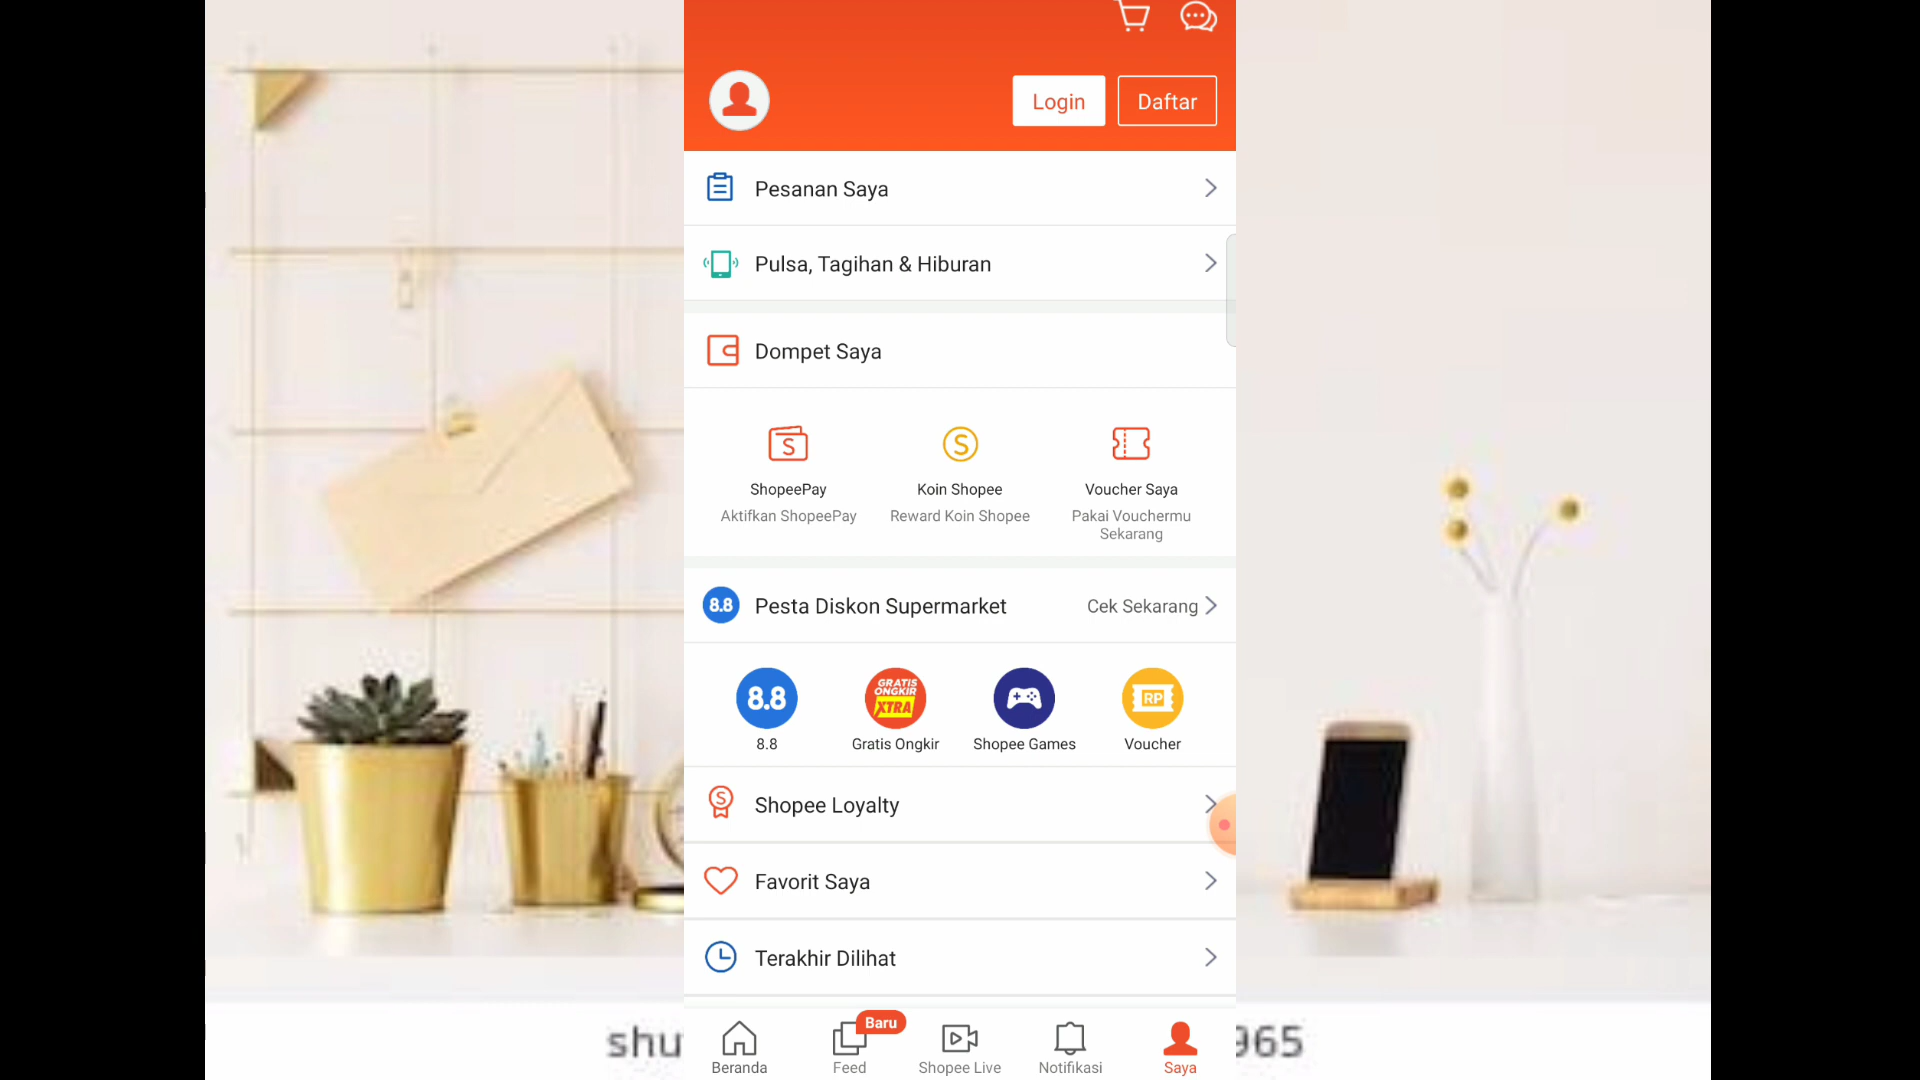 Login
Daftar
Pesanan Saya
Pulsa, Tagihan & Hiburan
Dompet Saya
S
S
ShopeePay
Koin Shopee
Voucher Saya
Aktifkan ShopeePay
Reward Koin Shopee
Pakai Vouchermu
Sekarang
8.8
Pesta Diskon Supermarket
Cek Sekarang
8.8
GRATIS
ONGKIR
XTRA
RP
8.8
Gratis Ongkir
Shopee Games
Voucher
S
Shopee Loyalty
Favorit Saya
Terakhir Dilihat
Baru
Beranda
Feed
Shopee Live
Notifikasi
Saya
shu
965